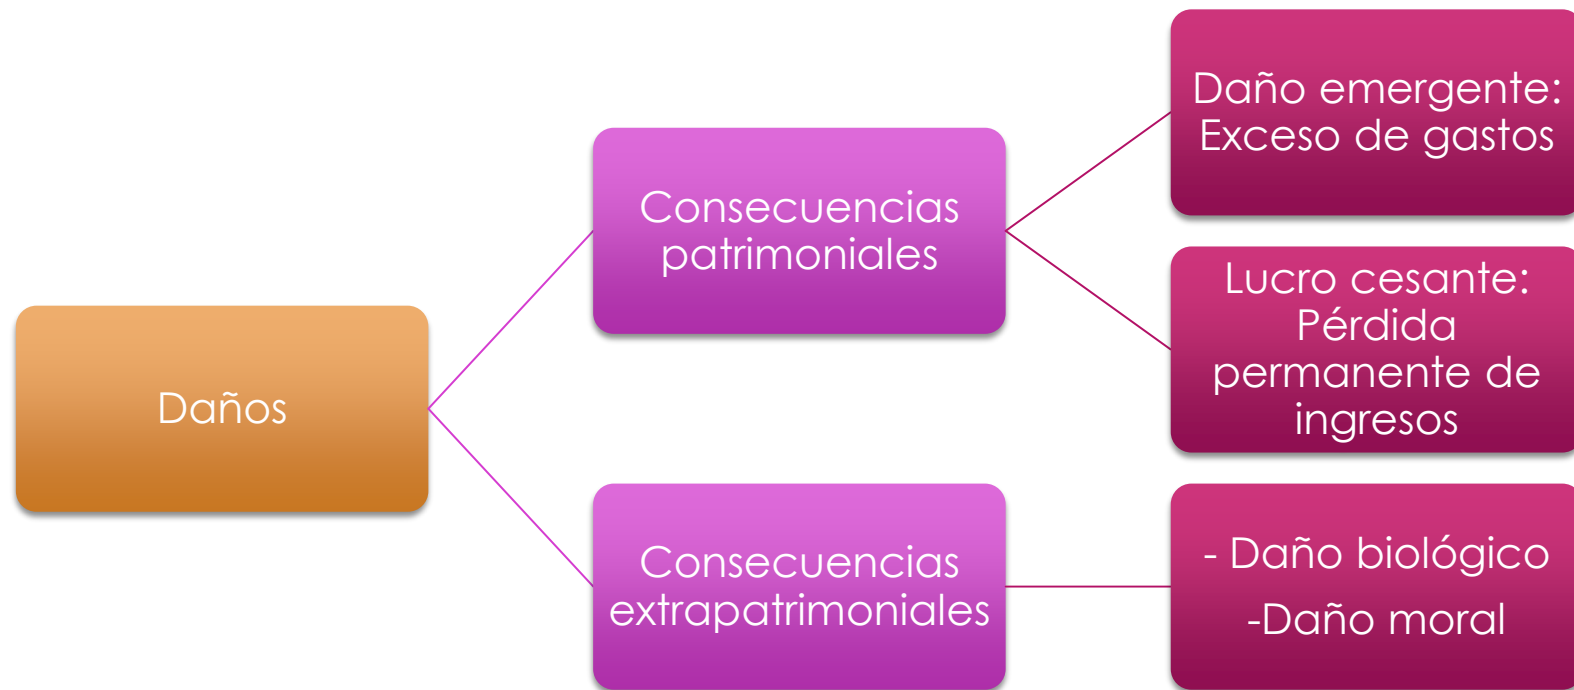 Daños
Consecuencias
patrimoniales
Daño emergente:
Exceso de gastos
Lucro cesante:
Pérdida
permanente de
ingresos
Consecuencias
extrapatrimoniales
- Daño biológico
-Daño moral